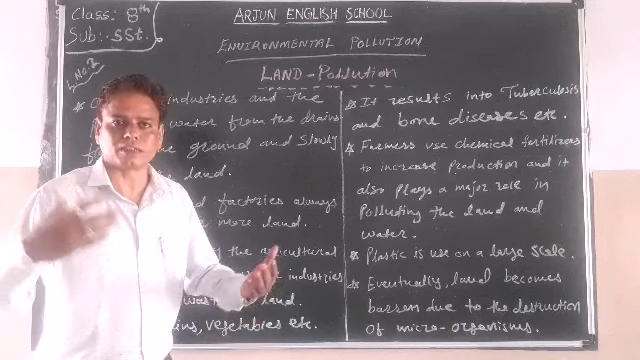 Class: 8th
Sub: SSt.
L No. 2
ARJUN ENGLISH SCHOOL
ENVIRONMENTAL POLLUTION
LAND - Pollution
industries and the
water from the drains
ground and slowly
land.
factories always
more land.
the agricultural
industries
land.
vegetables etc.
It results into Tuberculosis
and bone diseases etc.
Farmers use chemical fertilizers
to increase production and it
also plays a major role in
Polluting the land and
water.
Plastic is use on a large scale.
Eventually, land becomes
barren due to the destruction
of micro-organisms.